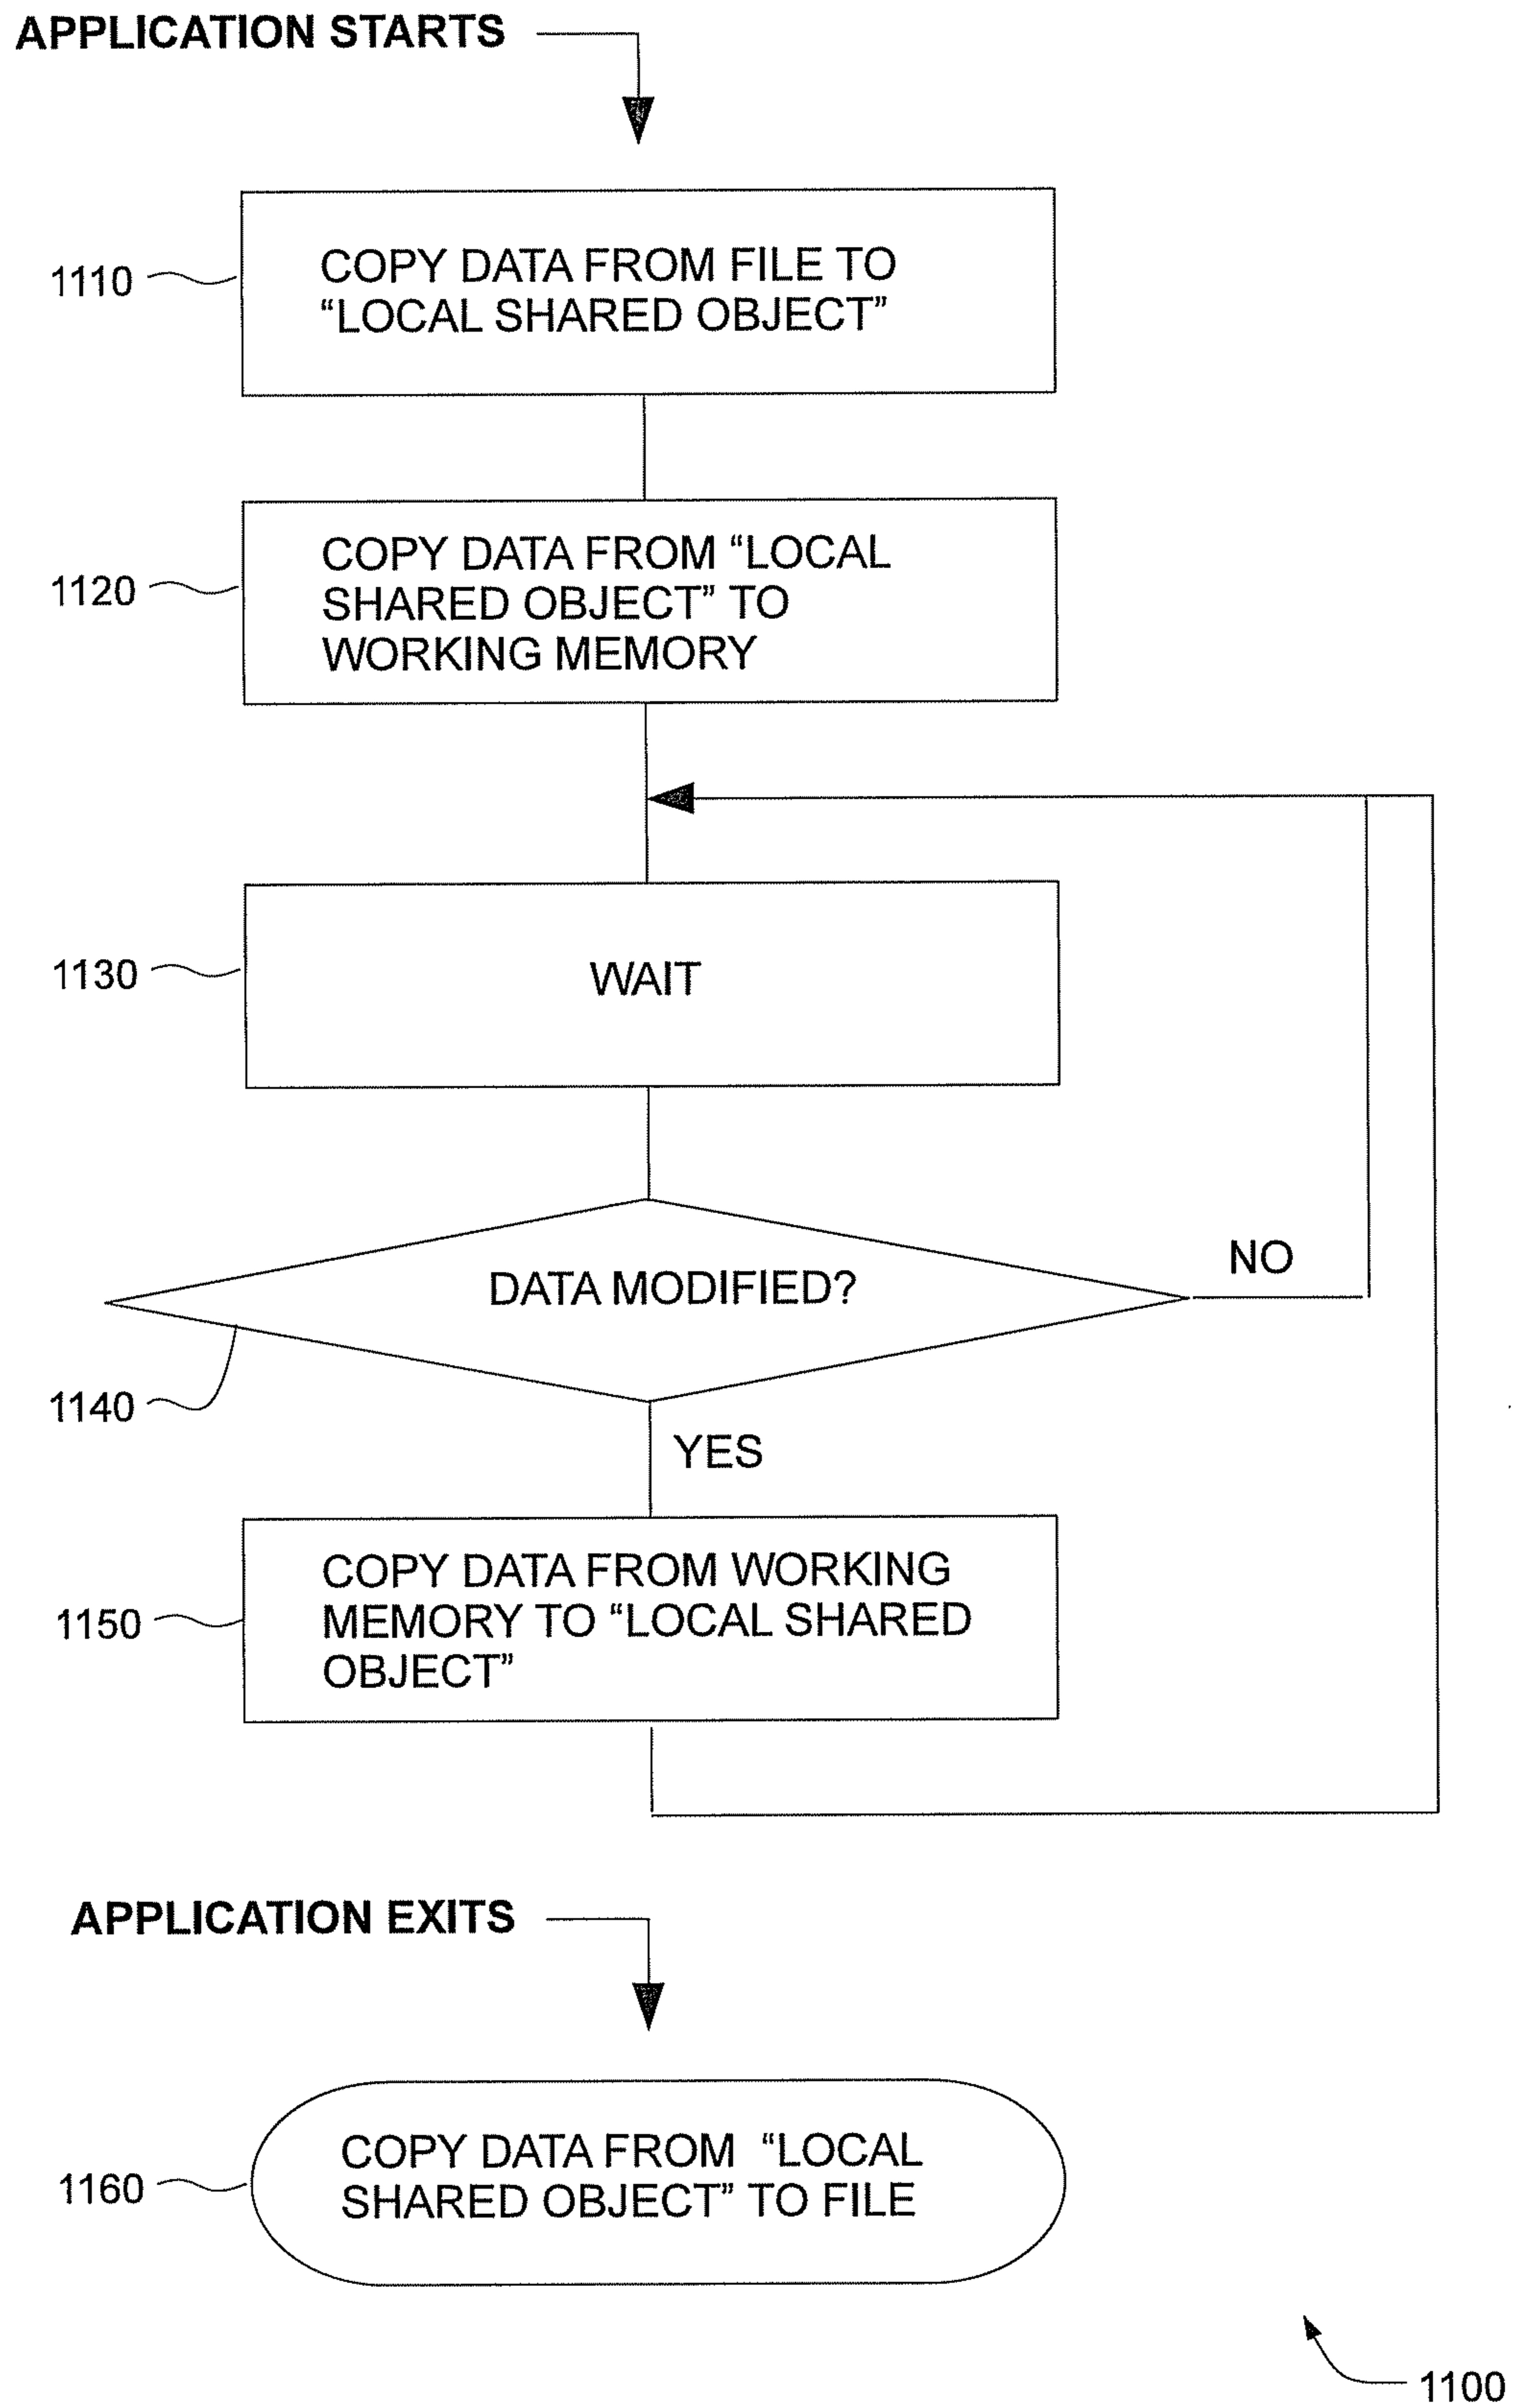 APPLICATION STARTS
1110
COPY DATA FROM FILE TO
“LOCAL SHARED OBJECT”
1120
COPY DATA FROM “LOCAL
SHARED OBJECT” TO
WORKING MEMORY
1130
WAIT
DATA MODIFIED?
NO
1140
YES
1150
COPY DATA FROM WORKING
MEMORY TO “LOCAL SHARED
OBJECT”
APPLICATION EXITS
1160
COPY DATA FROM “LOCAL
SHARED OBJECT” TO FILE
1100